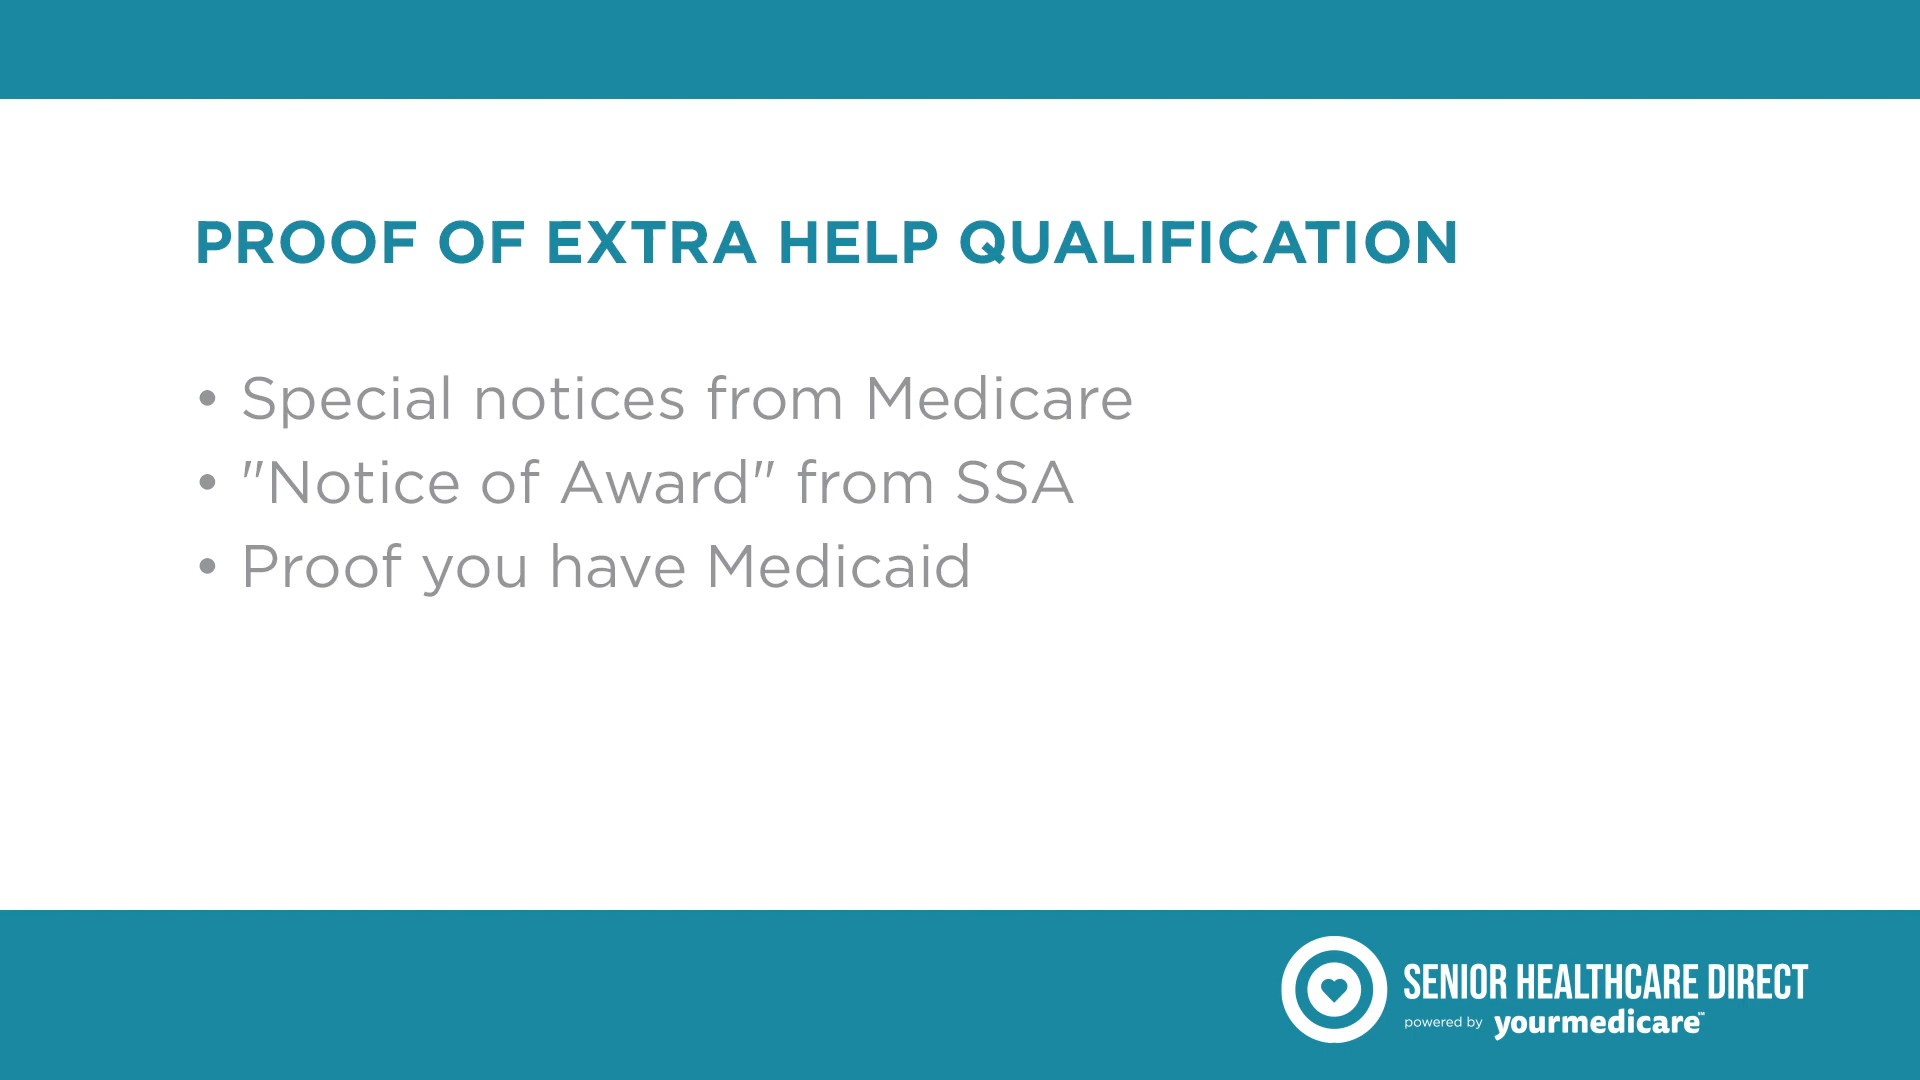 PROOF OF EXTRA HELP QUALIFICATION
• Special notices from Medicare
• "Notice of Award" from SSA
• Proof you have Medicaid
SENIOR HEALTHCARE DIRECT
powered by yourmedicare™